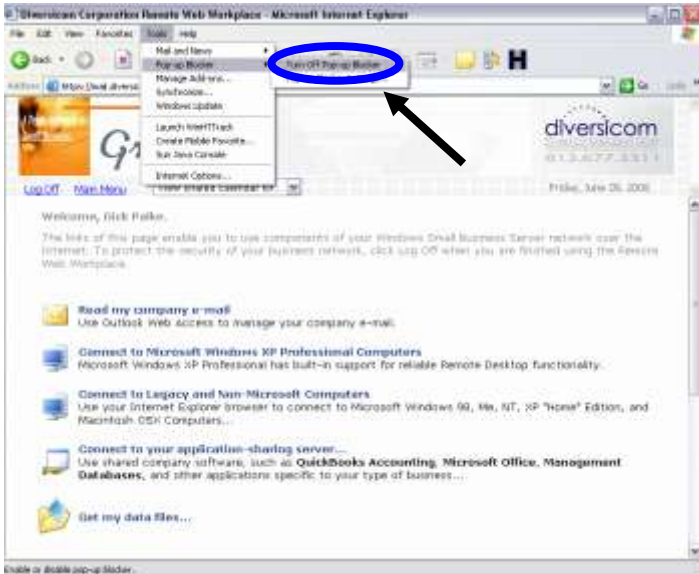 Diversicom Corporation Remote Web Workplace - Microsoft Internet Explorer
File Edit View Favorites Tools Help
Back
Mail and News
Pop-up Blocker
Turn Off Pop-up Blocker
Manage Add-ons...
Synchronize...
Windows Update
Launch WinHTTrack
Create Mobile Favorite...
Sun Java Console
Internet Options...
Go
diversicom
Log Off Main Menu
Friday, June 2008
Welcome, Dick Palke.
The links of this page enable you to use components of your Windows Small Business Server network over the
Internet. To protect the security of your business network, click Log Off when you are finished using the Remote
Web Workplace.
Read my company e-mail
Use Outlook Web Access to manage your company e-mail.
Connect to Microsoft Windows XP Professional Computers
Microsoft Windows XP Professional has built-in support for reliable Remote Desktop functionality.
Connect to Legacy and Non-Microsoft Computers
Use your Internet Explorer browser to connect to Microsoft Windows 98, Me, NT, XP "Home" Edition, and
Macintosh OSX Computers...
Connect to your application-sharing server...
Use shared company software, such as QuickBooks Accounting, Microsoft Office, Management
Databases, and other applications specific to your type of business...
Get my data files...
Enable or disable pop-up blocker.